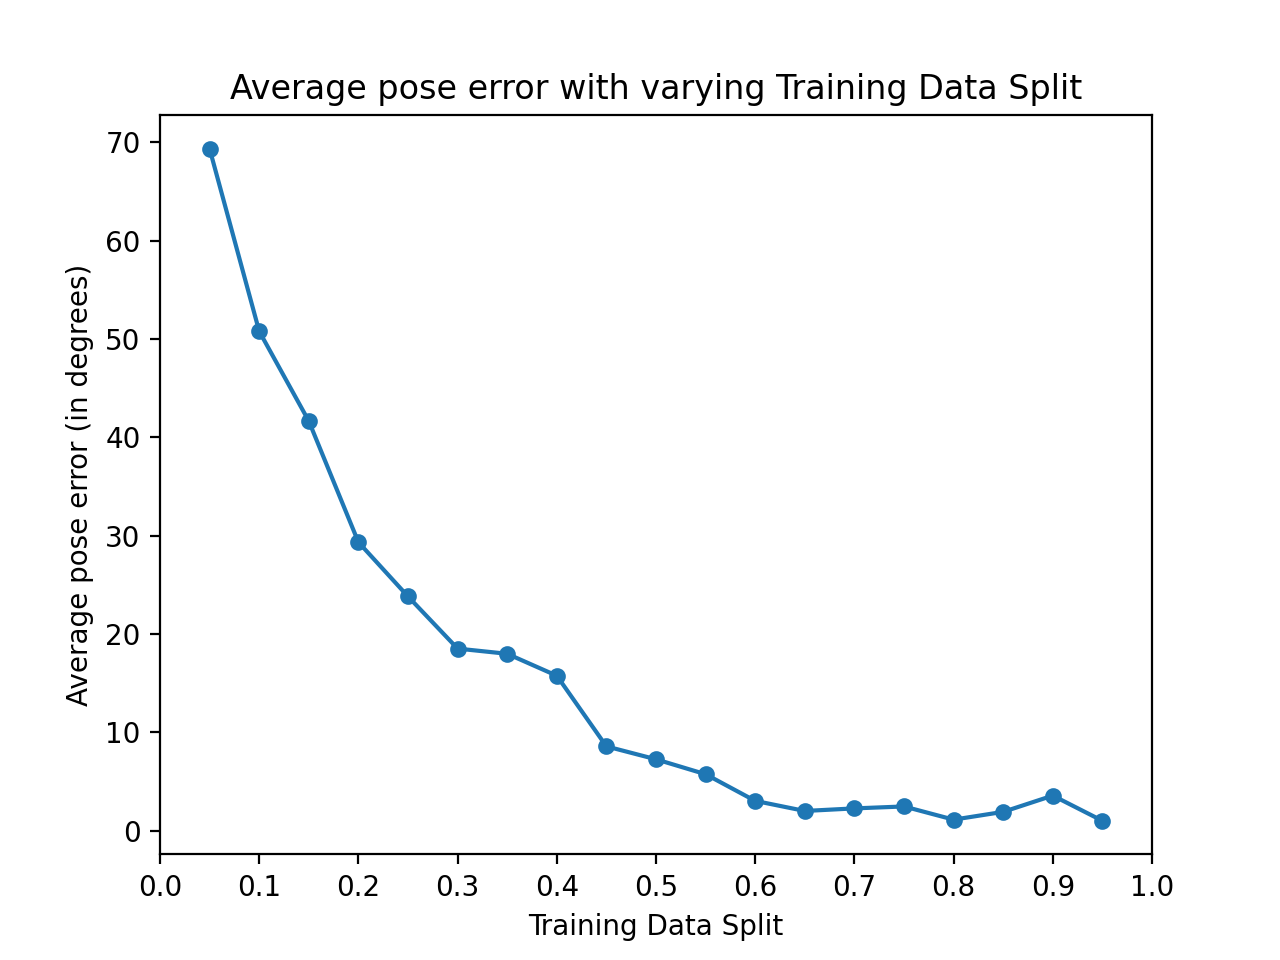 Average pose error with varying Training Data Split
Average pose error (in degrees)
70
60
50
40
30
20
10
0
0.0 0.1 0.2 0.3 0.4 0.5 0.6 0.7 0.8 0.9 1.0
Training Data Split